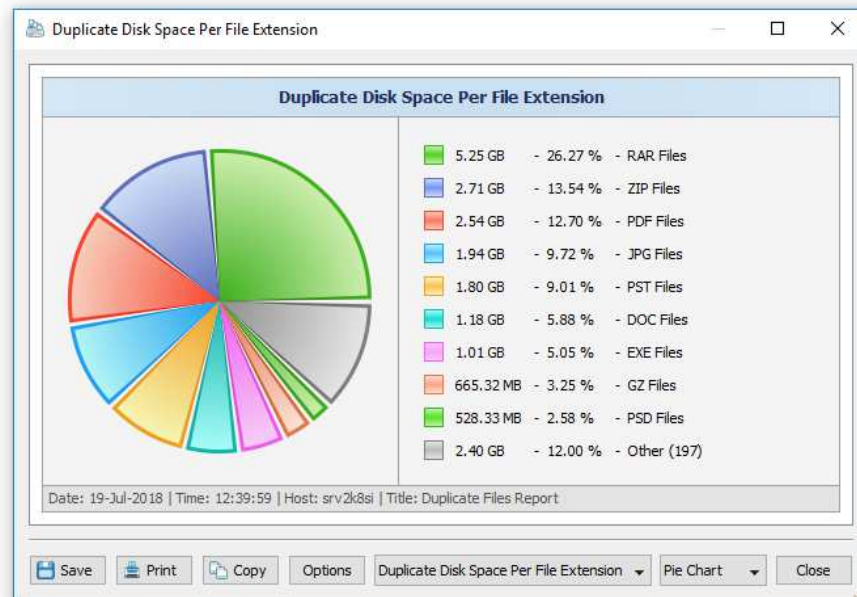 Duplicate Disk Space Per File Extension
Duplicate Disk Space Per File Extension
5.25 GB - 26.27 % - RAR Files
2.71 GB - 13.54 % - ZIP Files
2.54 GB - 12.70 % - PDF Files
1.94 GB - 9.72 % - JPG Files
1.80 GB - 9.01 % - PST Files
1.18 GB - 5.88 % - DOC Files
1.01 GB - 5.05 % - EXE Files
665.32 MB - 3.25 % - GZ Files
528.33 MB - 2.58 % - PSD Files
2.40 GB - 12.00 % - Other (197)
Date: 19-Jul-2018 | Time: 12:39:59 | Host: srv2k8si | Title: Duplicate Files Report
Save Print Copy Options Duplicate Disk Space Per File Extension Pie Chart Close